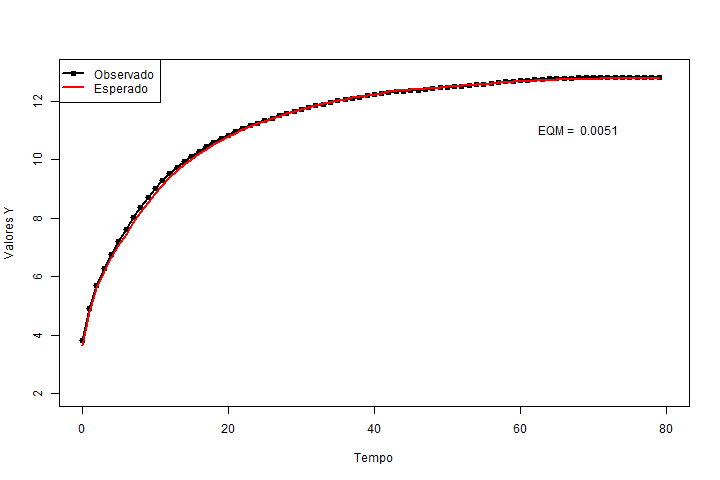 Observado
Esperado
EQM = 0.0051
Valores Y
12
10
8
6
4
2
0 20 40 60 80
Tempo